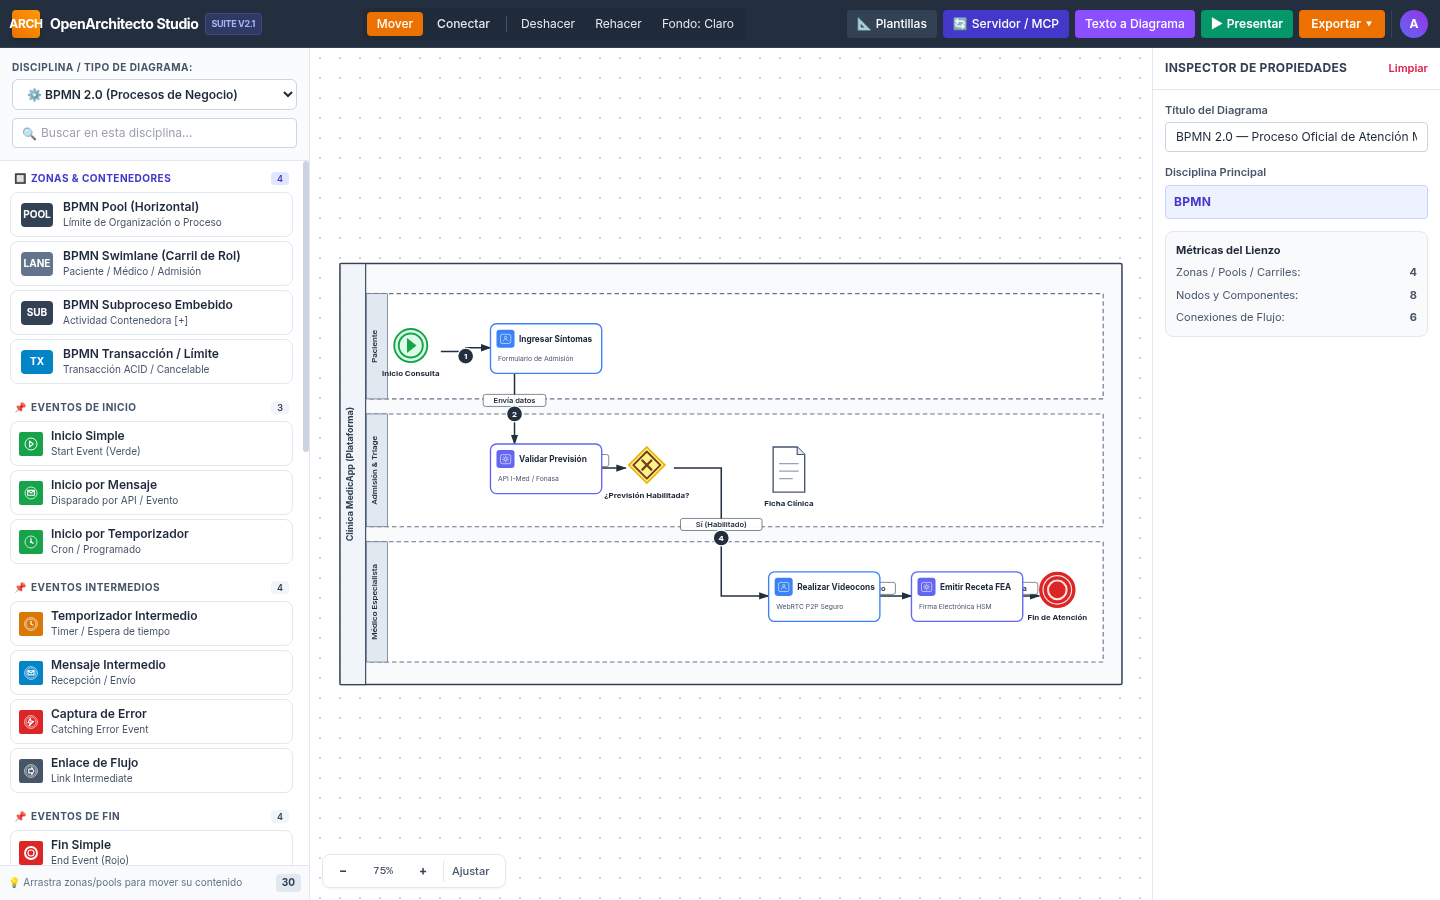 ARCH OpenArchitecto Studio SUITE V2.1
Mover Conectar Deshacer Rehacer Fondo: Claro
📐 Plantillas 🔄 Servidor / MCP Texto a Diagrama ▶ Presentar Exportar ▼ A
DISCIPLINA / TIPO DE DIAGRAMA:
⚙️ BPMN 2.0 (Procesos de Negocio)
🔍 Buscar en esta disciplina...
🔲 ZONAS & CONTENEDORES 4
POOL BPMN Pool (Horizontal)
Límite de Organización o Proceso
LANE BPMN Swimlane (Carril de Rol)
Paciente / Médico / Admisión
SUB BPMN Subproceso Embebido
Actividad Contenedora [+]
TX BPMN Transacción / Límite
Transacción ACID / Cancelable
📌 EVENTOS DE INICIO 3
Inicio Simple
Start Event (Verde)
Inicio por Mensaje
Disparado por API / Evento
Inicio por Temporizador
Cron / Programado
📌 EVENTOS INTERMEDIOS 4
Temporizador Intermedio
Timer / Espera de tiempo
Mensaje Intermedio
Recepción / Envío
Captura de Error
Catching Error Event
Enlace de Flujo
Link Intermediate
📌 EVENTOS DE FIN 4
Fin Simple
End Event (Rojo)
💡 Arrastra zonas/pools para mover su contenido 30
Clínica MedicApp (Plataforma)
Paciente
Inicio Consulta
1
Ingresar Síntomas
Formulario de Admisión
Envía datos
2
Admisión & Triage
Validar Previsión
API I-Med / Fonasa
¿Previsión Habilitada?
Ficha Clínica
Sí (Habilitado)
4
Médico Especialista
Realizar Videocons
WebRTC P2P Seguro
o
Emitir Receta FEA
Firma Electrónica HSM
a
Fin de Atención
− 75% + Ajustar
INSPECTOR DE PROPIEDADES Limpiar
Título del Diagrama
BPMN 2.0 — Proceso Oficial de Atención M
Disciplina Principal
BPMN
Métricas del Lienzo
Zonas / Pools / Carriles: 4
Nodos y Componentes: 8
Conexiones de Flujo: 6